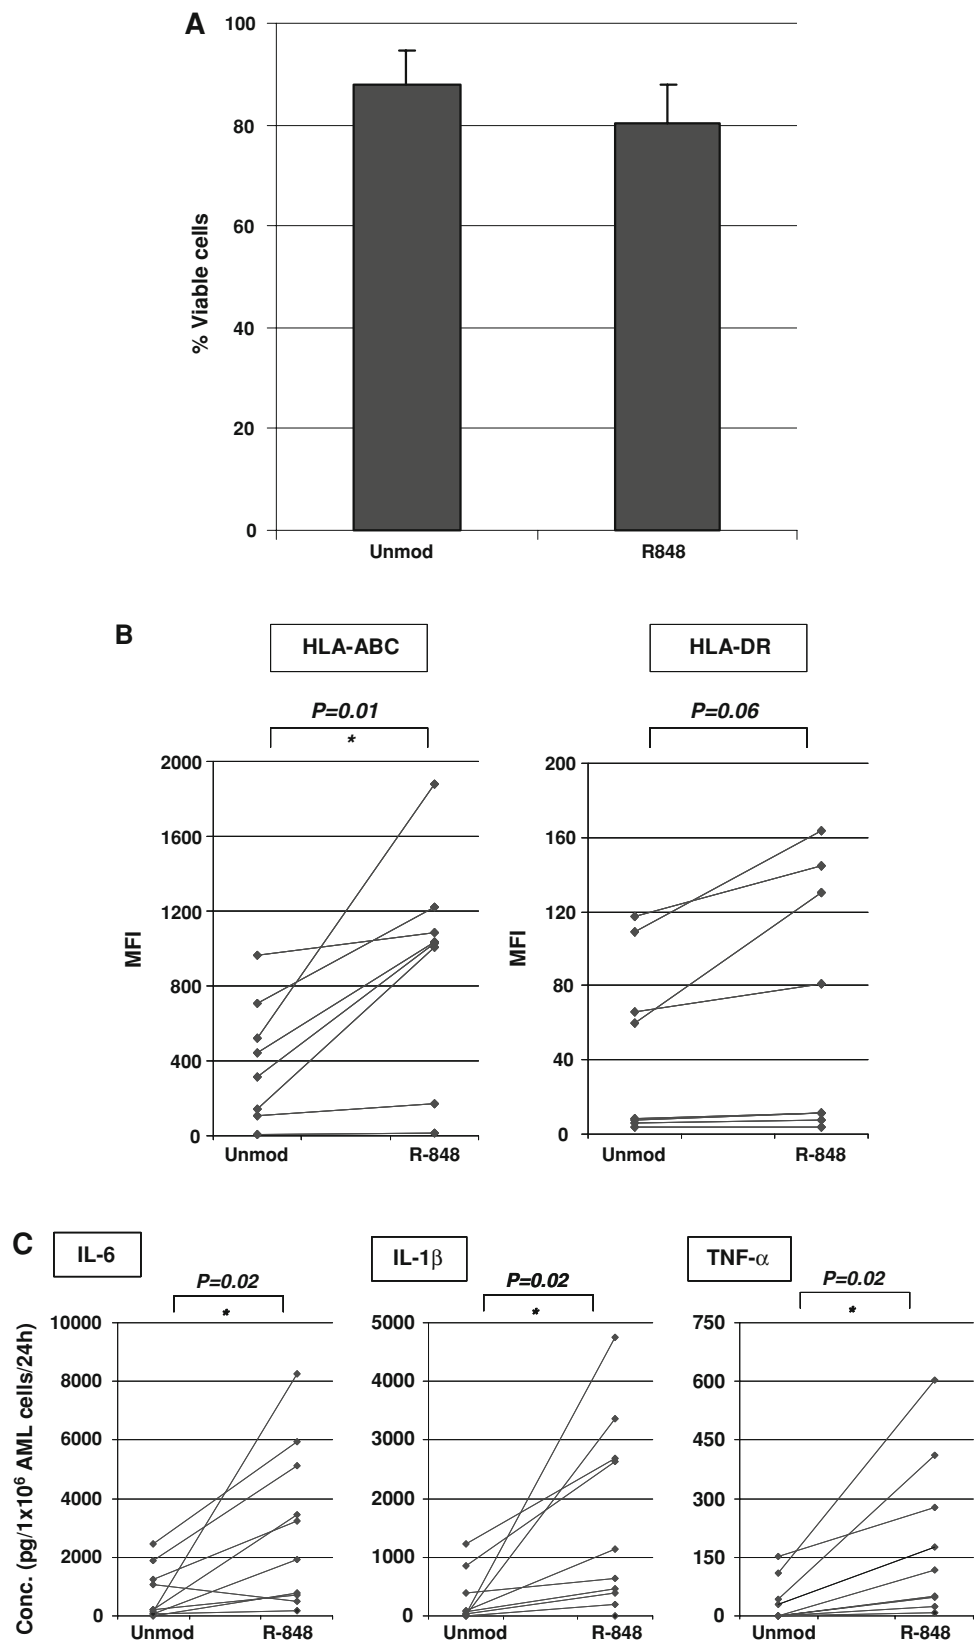 A
100
80
60
40
20
0
% Viable cells
Unmod R848
B
HLA-ABC HLA-DR
P=0.01 P=0.06
*
2000
1600
1200
800
400
0
MFI
Unmod R-848
200
160
120
80
40
0
MFI
Unmod R-848
C
IL-6 IL-1β TNF-α
P=0.02 P=0.02 P=0.02
* * *
Conc. (pg/1x10⁶ AML cells/24h)
10000
8000
6000
4000
2000
0
Unmod R-848
5000
4000
3000
2000
1000
0
Unmod R-848
750
600
450
300
150
0
Unmod R-848